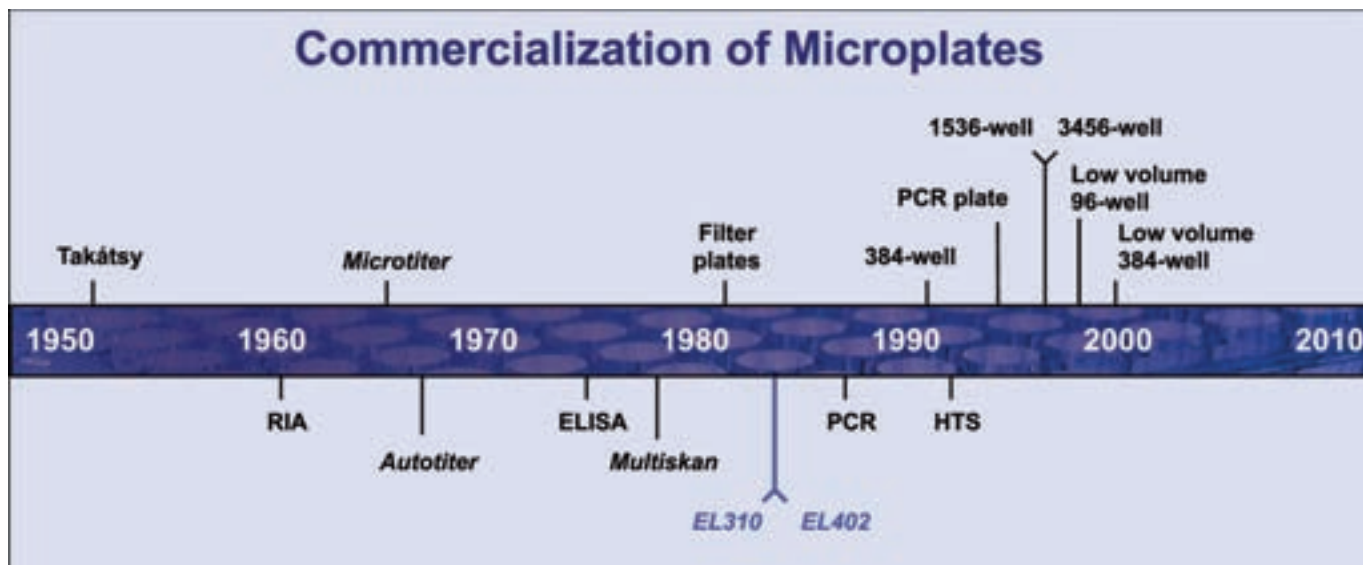 Commercialization of Microplates
1536-well 3456-well
Low volume
96-well
PCR plate
Low volume
384-well
384-well
Filter
plates
Microtiter
Takátsy
1950 1960 1970 1980 1990 2000 2010
RIA
ELISA
PCR
HTS
Autotiter
Multiskan
EL310 EL402